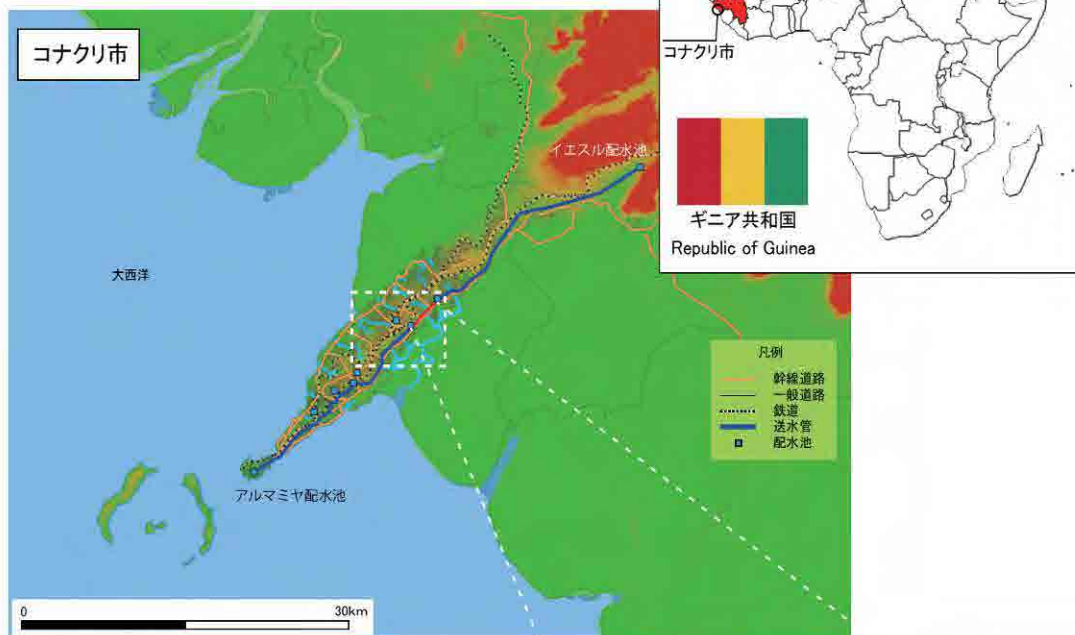 コナクリ市
コナクリ市
ギニア共和国
Republic of Guinea
イエスル配水池
大西洋
凡例
幹線道路
一般道路
鉄道
送水管
配水池
アルマミヤ配水池
0
30km